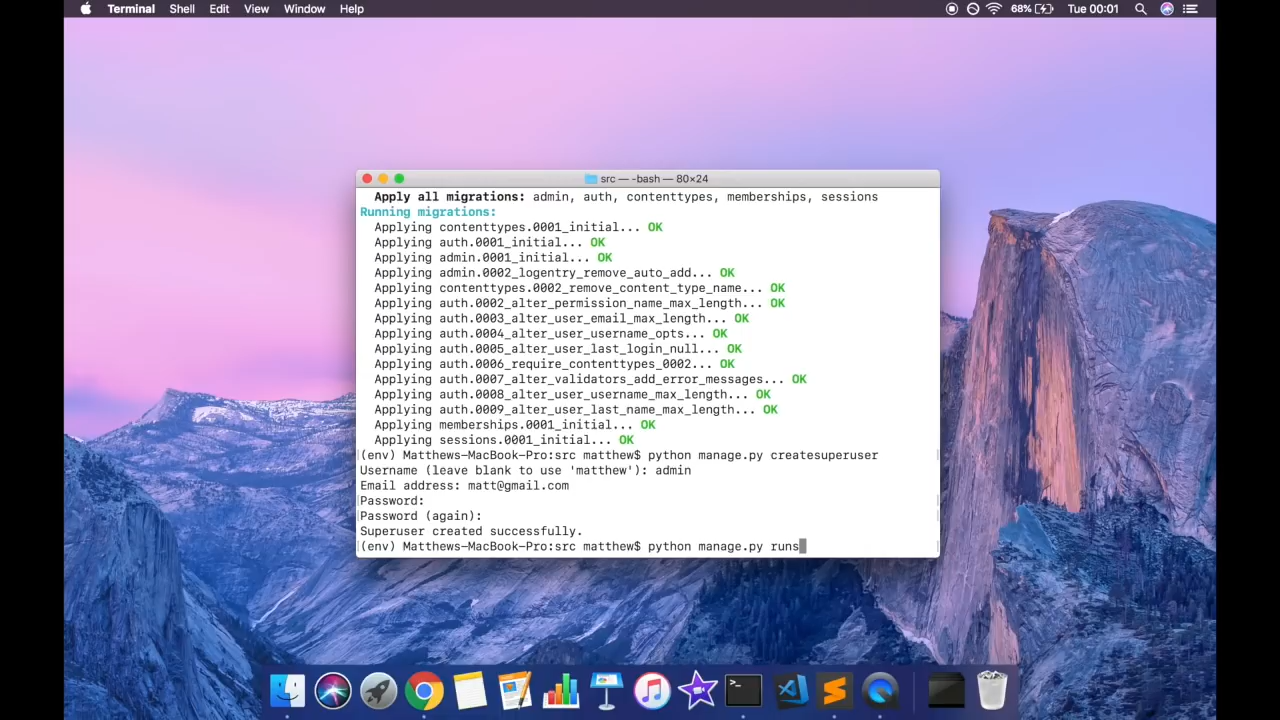 Terminal Shell Edit View Window Help 68% Tue 00:01
src — -bash — 80×24
Apply all migrations: admin, auth, contenttypes, memberships, sessions
Running migrations:
Applying contenttypes.0001_initial... OK
Applying auth.0001_initial... OK
Applying admin.0001_initial... OK
Applying admin.0002_logentry_remove_auto_add... OK
Applying contenttypes.0002_remove_content_type_name... OK
Applying auth.0002_alter_permission_name_max_length... OK
Applying auth.0003_alter_user_email_max_length... OK
Applying auth.0004_alter_user_username_opts... OK
Applying auth.0005_alter_user_last_login_null... OK
Applying auth.0006_require_contenttypes_0002... OK
Applying auth.0007_alter_validators_add_error_messages... OK
Applying auth.0008_alter_user_username_max_length... OK
Applying auth.0009_alter_user_last_name_max_length... OK
Applying memberships.0001_initial... OK
Applying sessions.0001_initial... OK
(env) Matthews-MacBook-Pro:src matthew$ python manage.py createsuperuser
Username (leave blank to use 'matthew'): admin
Email address: matt@gmail.com
Password:
Password (again):
Superuser created successfully.
(env) Matthews-MacBook-Pro:src matthew$ python manage.py runs